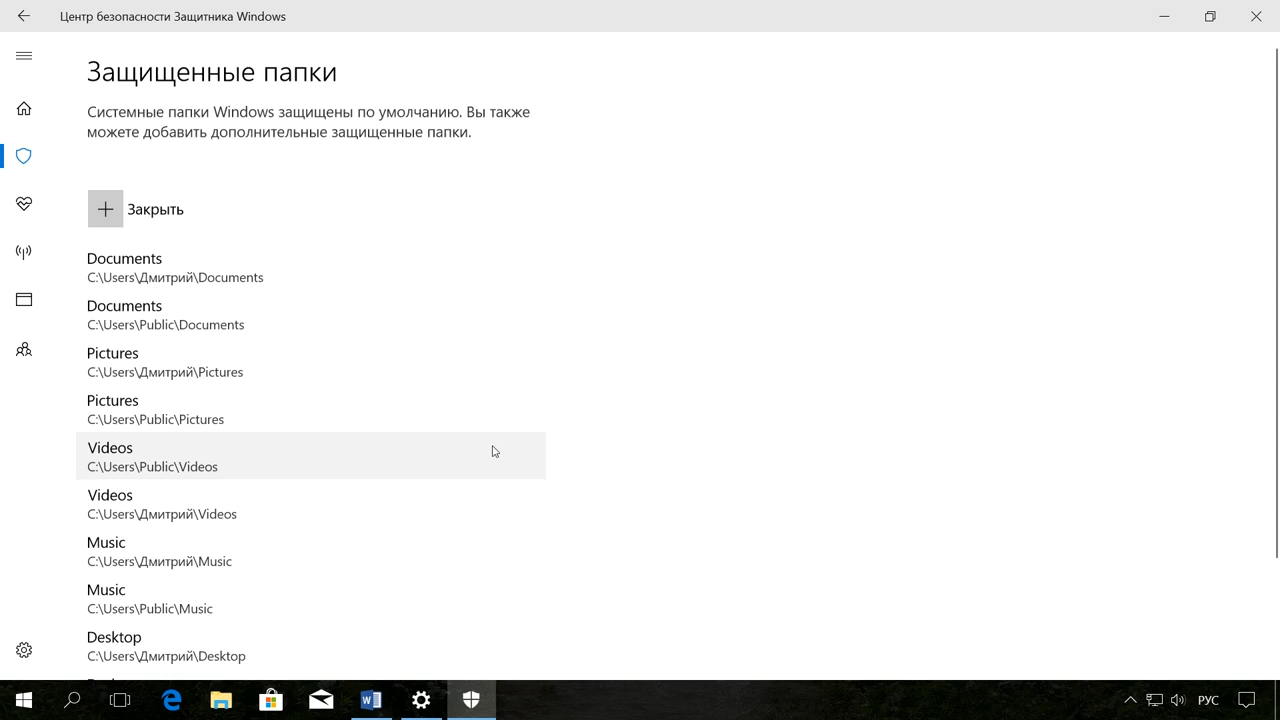 Центр безопасности Защитника Windows
Защищенные папки
Системные папки Windows защищены по умолчанию. Вы также
можете добавить дополнительные защищенные папки.
Закрыть
Documents
C:\Users\Дмитрий\Documents
Documents
C:\Users\Public\Documents
Pictures
C:\Users\Дмитрий\Pictures
Pictures
C:\Users\Public\Pictures
Videos
C:\Users\Public\Videos
Videos
C:\Users\Дмитрий\Videos
Music
C:\Users\Дмитрий\Music
Music
C:\Users\Public\Music
Desktop
C:\Users\Дмитрий\Desktop
РУС